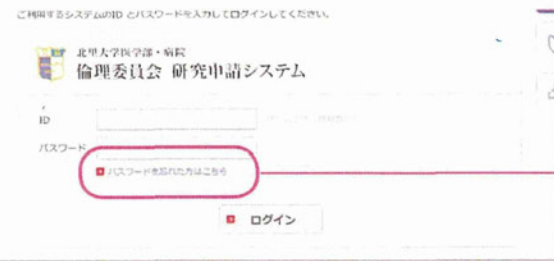 ご利用するシステムのID とパスワードを入力してログインしてください。
北里大学医学部・病院
倫理委員会 研究申請システム
ID
パスワード
パスワードを忘れた方はこちら
ログイン